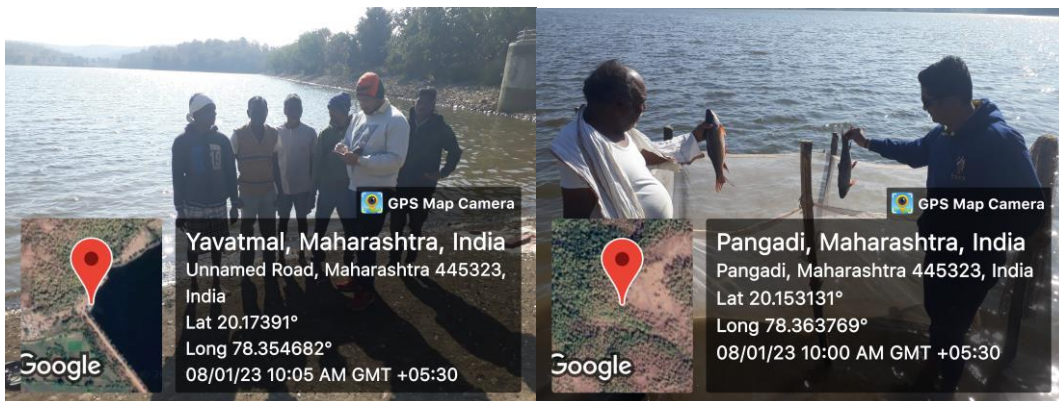 GPS Map Camera
Yavatmal, Maharashtra, India
Unnamed Road, Maharashtra 445323,
India
Lat 20.17391°
Long 78.354682°
08/01/23 10:05 AM GMT +05:30
Google
GPS Map Camera
Pangadi, Maharashtra, India
Pangadi, Maharashtra 445323, India
Lat 20.153131°
Long 78.363769°
08/01/23 10:00 AM GMT +05:30
Google